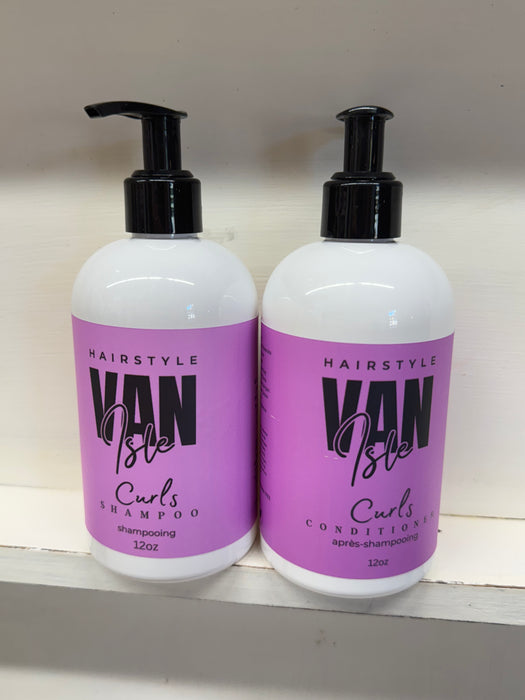 HAIRSTYLE
VAN
Isle
Curls
SHAMPOO
shampooing
12oz
HAIRSTYLE
VAN
Isle
Curls
CONDITIONER
après-shampooing
12oz